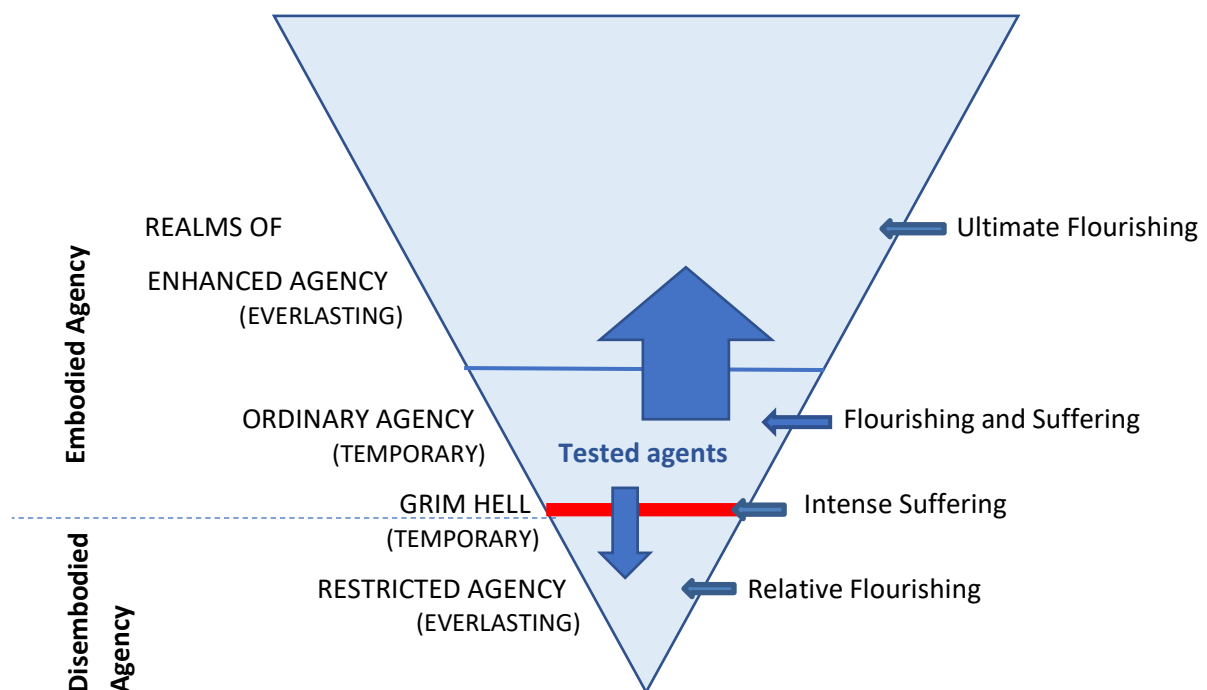 REALMS OF
Ultimate Flourishing
ENHANCED AGENCY
(EVERLASTING)
Embodied Agency
ORDINARY AGENCY
Flourishing and Suffering
(TEMPORARY)
Tested agents
GRIM HELL
Intense Suffering
(TEMPORARY)
RESTRICTED AGENCY
Relative Flourishing
(EVERLASTING)
Disembodied
Agency